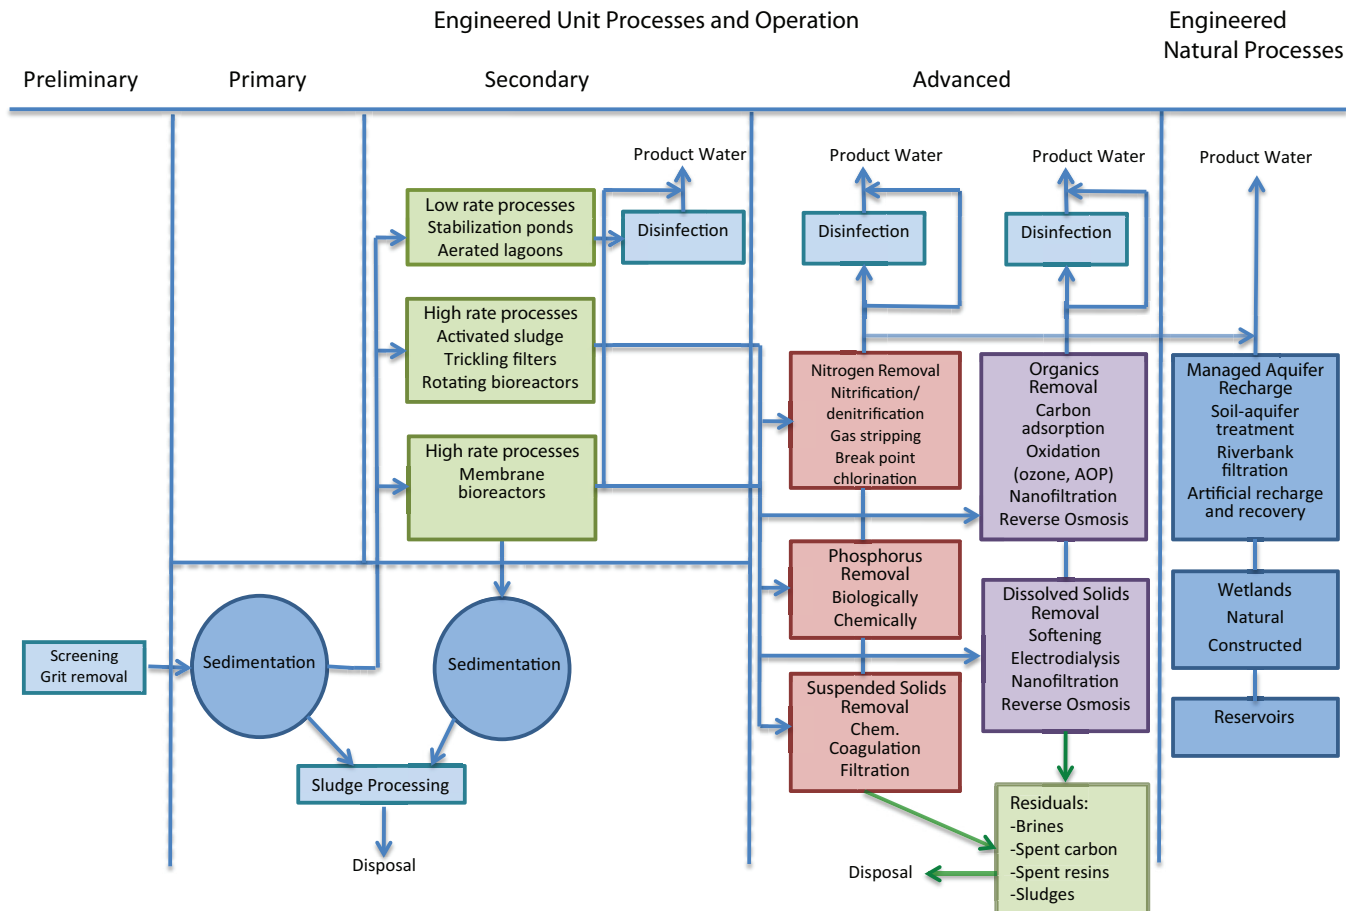 Engineered Unit Processes and Operation
Engineered
Natural Processes
Preliminary
Primary
Secondary
Advanced
Product Water
Product Water
Product Water
Product Water
Low rate processes
Stabilization ponds
Aerated lagoons
Disinfection
Disinfection
Disinfection
High rate processes
Activated sludge
Trickling filters
Rotating bioreactors
High rate processes
Membrane
bioreactors
Nitrogen Removal
Nitrification/
denitrification
Gas stripping
Break point
chlorination
Organics
Removal
Carbon
adsorption
Oxidation
(ozone, AOP)
Nanofiltration
Reverse Osmosis
Managed Aquifer
Recharge
Soil-aquifer
treatment
Riverbank
filtration
Artificial recharge
and recovery
Phosphorus
Removal
Biologically
Chemically
Dissolved Solids
Removal
Softening
Electrodialysis
Nanofiltration
Reverse Osmosis
Wetlands
Natural
Constructed
Screening
Grit removal
Sedimentation
Sedimentation
Suspended Solids
Removal
Chem.
Coagulation
Filtration
Reservoirs
Sludge Processing
Disposal
Residuals:
-Brines
-Spent carbon
-Spent resins
-Sludges
Disposal